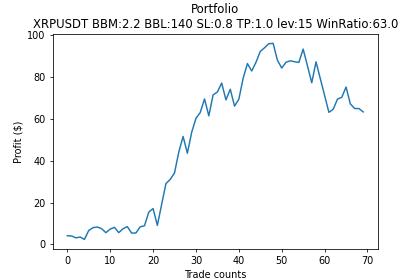 Portfolio
XRPUSDT BBM:2.2 BBL:140 SL:0.8 TP:1.0 lev:15 WinRatio:63.0
100
80
60
40
20
0
Profit ($)
0 10 20 30 40 50 60 70
Trade counts